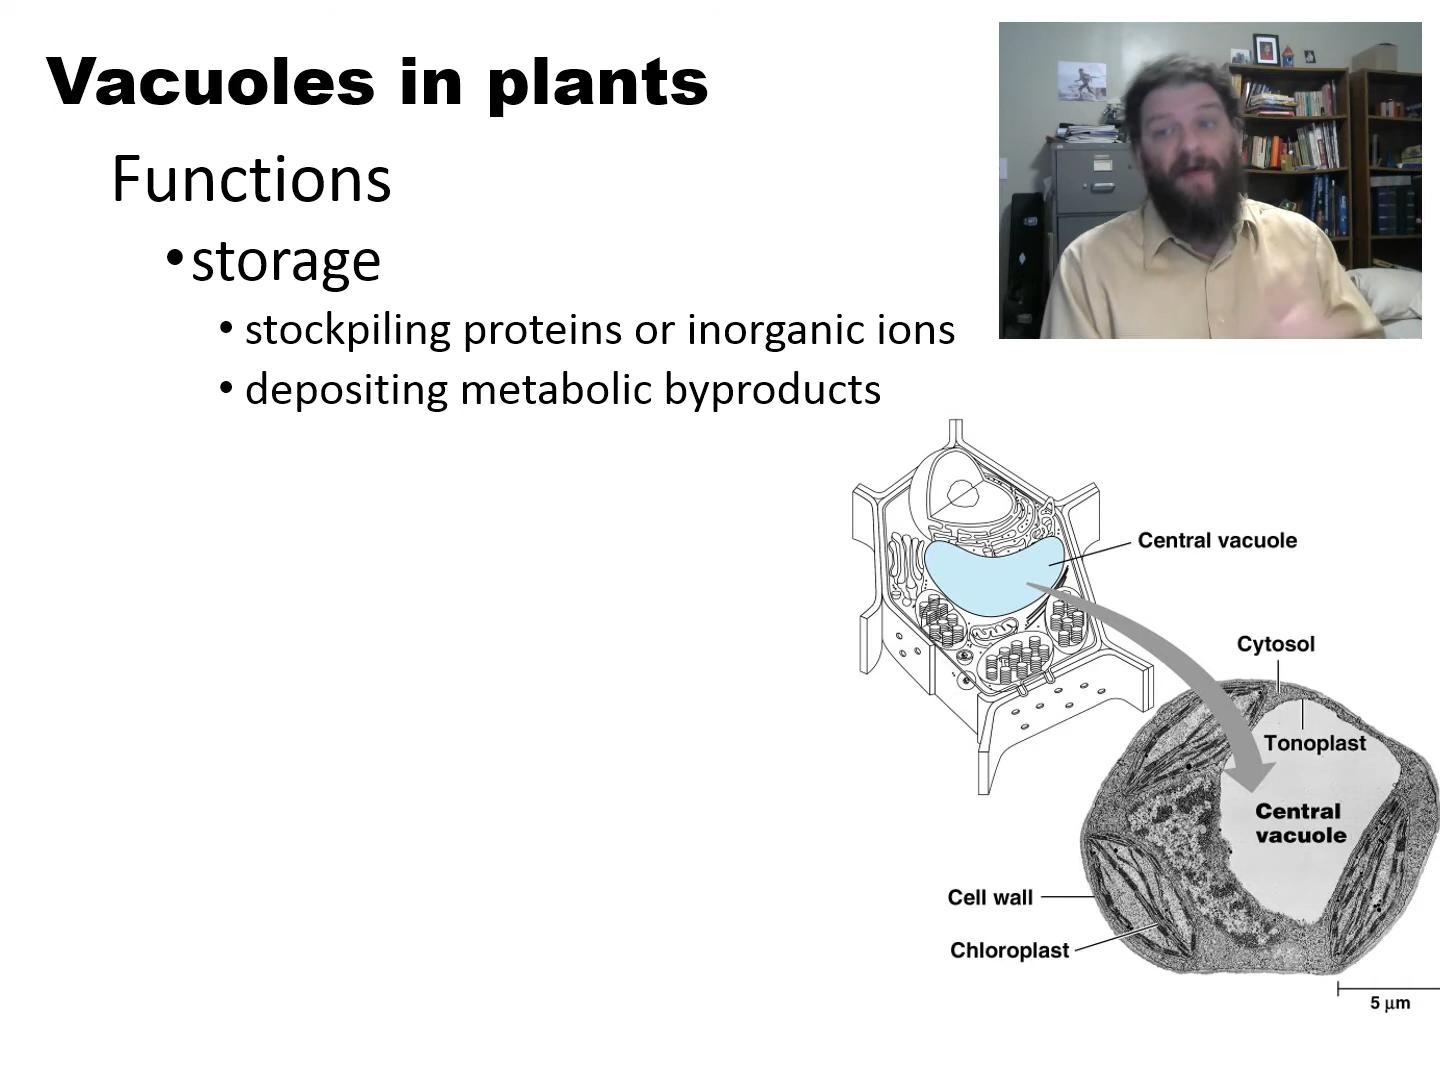 Vacuoles in plants
Functions
•storage
• stockpiling proteins or inorganic ions
• depositing metabolic byproducts
Central vacuole
Cytosol
Tonoplast
Central
vacuole
Cell wall
Chloroplast
5 µm